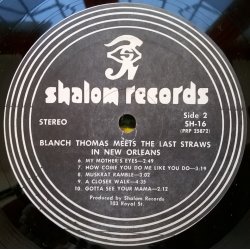 shalom records
STEREO
Side 2
SH-16
(PRP 25872)
BLANCH THOMAS MEETS THE LAST STRAWS
IN NEW ORLEANS
6. MY MOTHER'S EYES—2:49
7. HOW COME YOU DO ME LIKE YOU DO—3:19
8. MUSKRAT RAMBLE—2:02
9. A CLOSER WALK—4:35
10. GOTTA SEE YOUR MAMA—2:12
Produced by Shalom Records
103 Royal St.